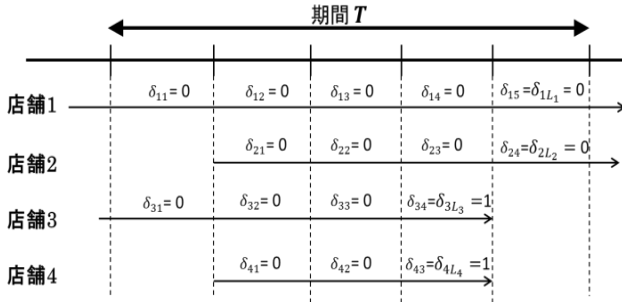 期間 T
店舗1 δ₁₁= 0 δ₁₂= 0 δ₁₃= 0 δ₁₄= 0 δ₁₅=δ₁L₁ = 0
店舗2 δ₂₁= 0 δ₂₂= 0 δ₂₃= 0 δ₂₄=δ₂L₂ = 0
店舗3 δ₃₁= 0 δ₃₂= 0 δ₃₃= 0 δ₃₄=δ₃L₃ =1
店舗4 δ₄₁= 0 δ₄₂= 0 δ₄₃=δ₄L₄ =1